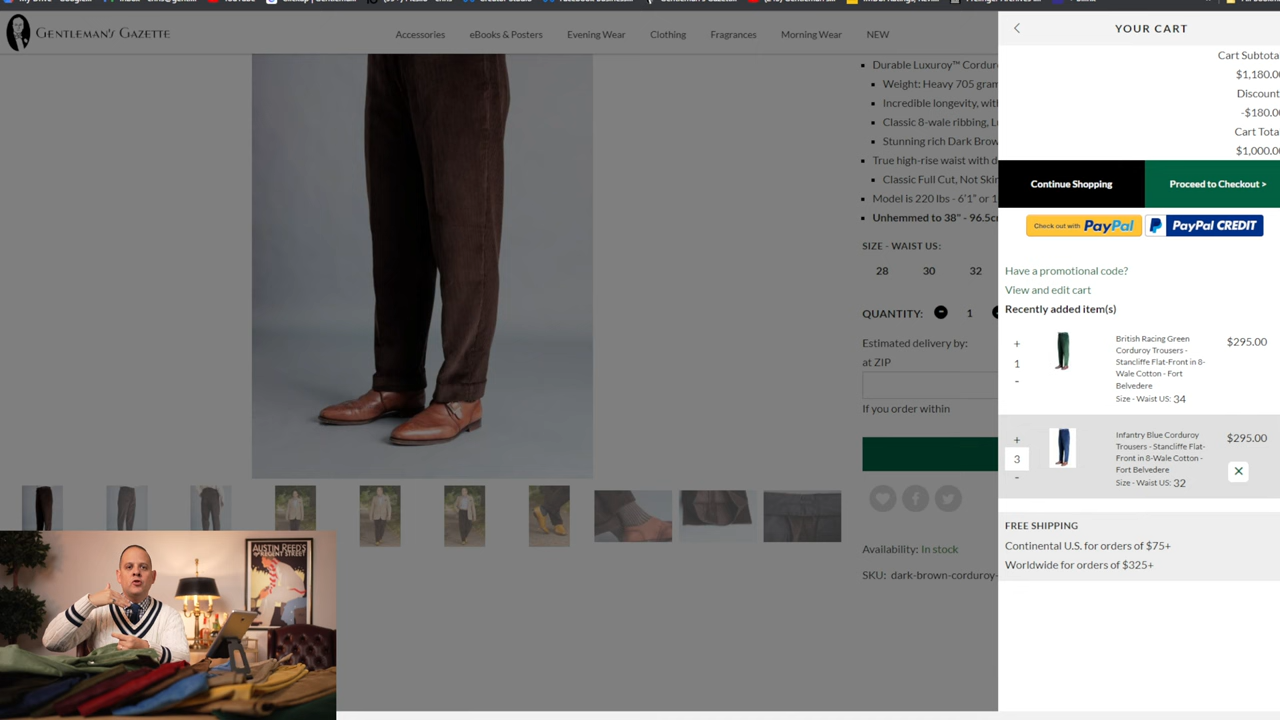 GENTLEMAN'S GAZETTE
Accessories
eBooks & Posters
Evening Wear
Clothing
Fragrances
Morning Wear
NEW
Durable Luxuroy™ Cordur
Weight: Heavy 705 gran
Incredible longevity, with
Classic 8-wale ribbing, L
Stunning rich Dark Brow
True high-rise waist with d
Classic Full Cut, Not Skin
Model is 220 lbs - 6'1" or 1
Unhemmed to 38" - 96.5c
SIZE - WAIST US:
28 30 32
QUANTITY: - 1
Estimated delivery by:
at ZIP
If you order within
Availability: In stock
SKU: dark-brown-corduroy-
YOUR CART
Cart Subtota
$1,180.0
Discount
-$180.0
Cart Tota
$1,000.0
Continue Shopping
Proceed to Checkout >
Check out with PayPal
PayPal CREDIT
Have a promotional code?
View and edit cart
Recently added item(s)
+
1
-
British Racing Green
Corduroy Trousers -
Stancliffe Flat-Front in 8-
Wale Cotton - Fort
Belvedere
Size - Waist US: 34
$295.00
+
3
-
Infantry Blue Corduroy
Trousers - Stancliffe Flat-
Front in 8-Wale Cotton -
Fort Belvedere
Size - Waist US: 32
$295.00
FREE SHIPPING
Continental U.S. for orders of $75+
Worldwide for orders of $325+
AUSTIN REED'S
OF REGENT STREET